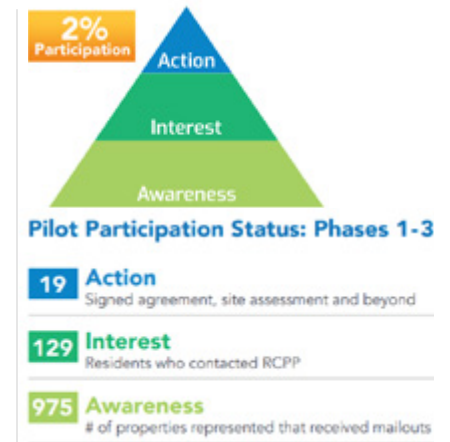 2%
Participation
Action
Interest
Awareness
Pilot Participation Status: Phases 1-3
19 Action
Signed agreement, site assessment and beyond
129 Interest
Residents who contacted RCPP
975 Awareness
# of properties represented that received mailouts